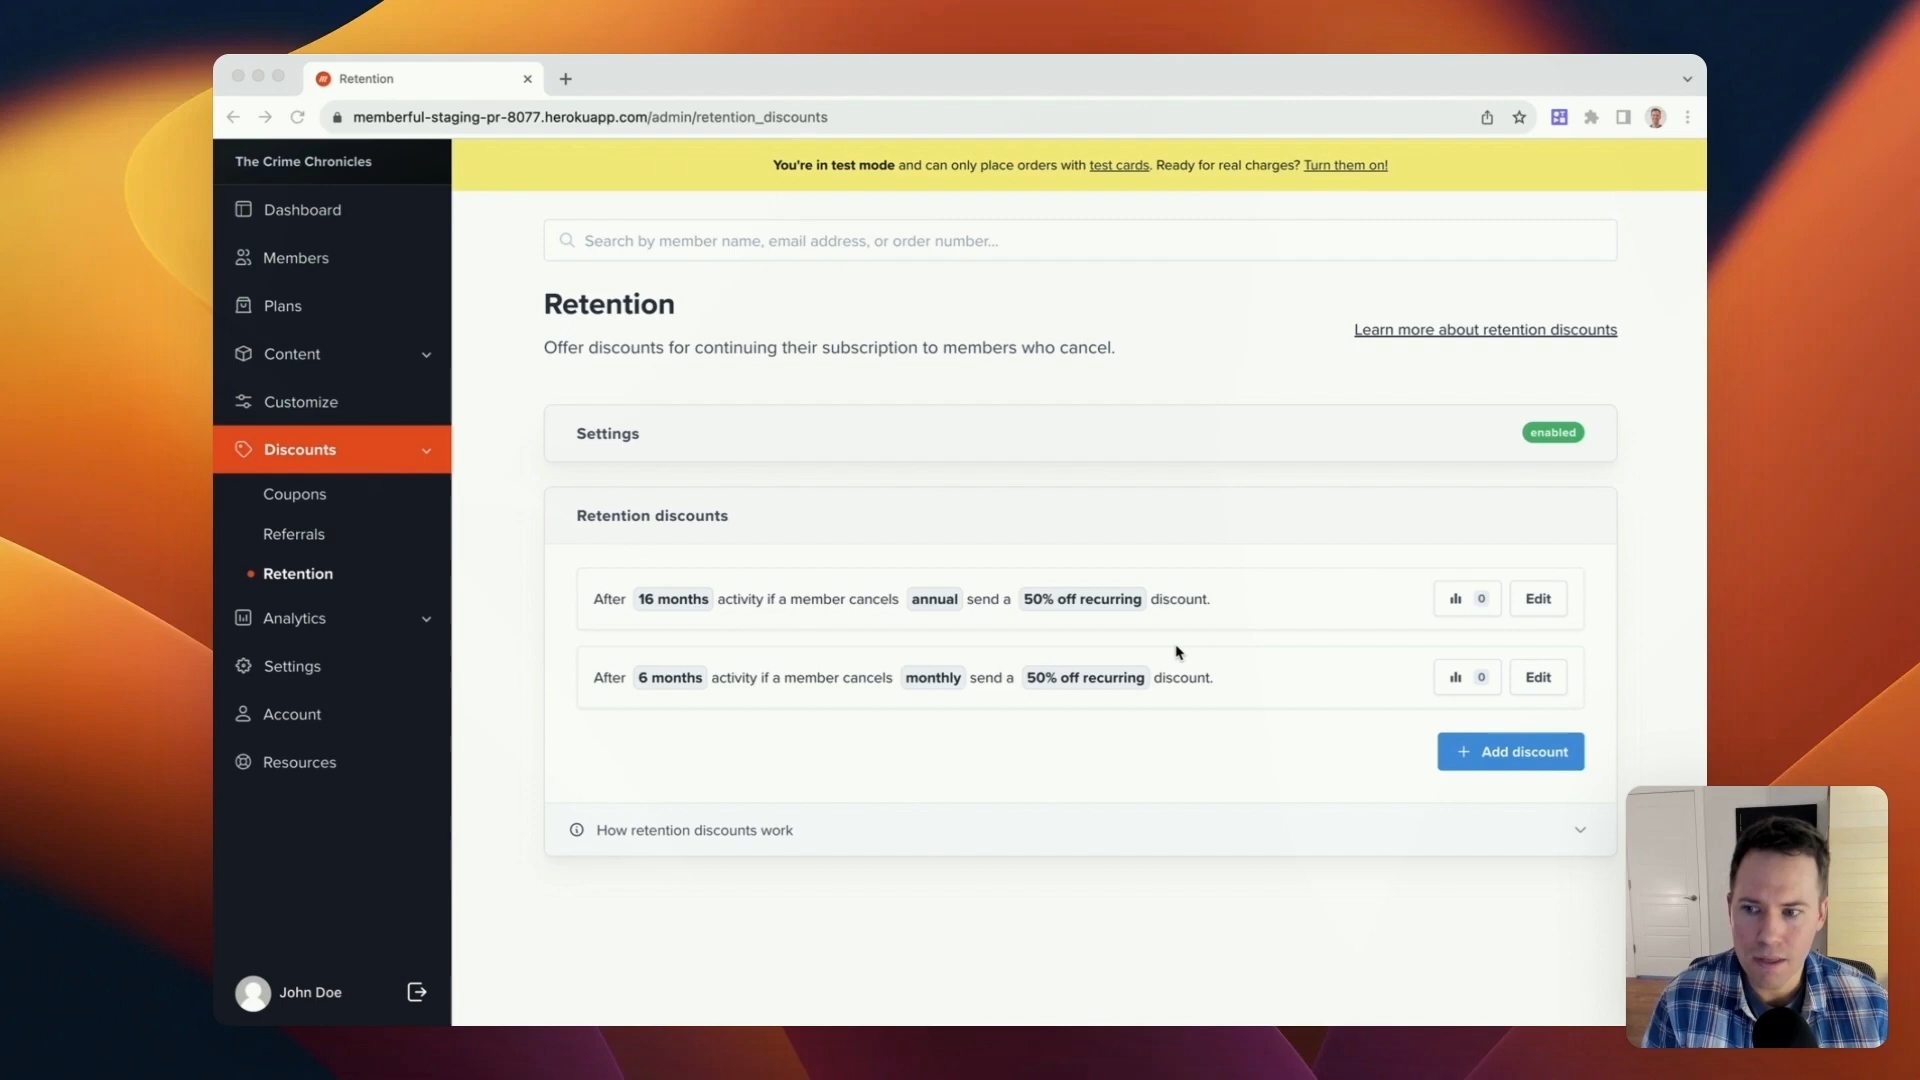 Retention
memberful-staging-pr-8077.herokuapp.com/admin/retention_discounts
The Crime Chronicles
You're in test mode and can only place orders with test cards. Ready for real charges? Turn them on!
Dashboard
Members
Plans
Content
Customize
Discounts
Coupons
Referrals
Retention
Analytics
Settings
Account
Resources
John Doe
Search by member name, email address, or order number...
Retention
Offer discounts for continuing their subscription to members who cancel.
Learn more about retention discounts
Settings
enabled
Retention discounts
After 16 months activity if a member cancels annual send a 50% off recurring discount.
0
Edit
After 6 months activity if a member cancels monthly send a 50% off recurring discount.
0
Edit
+ Add discount
How retention discounts work